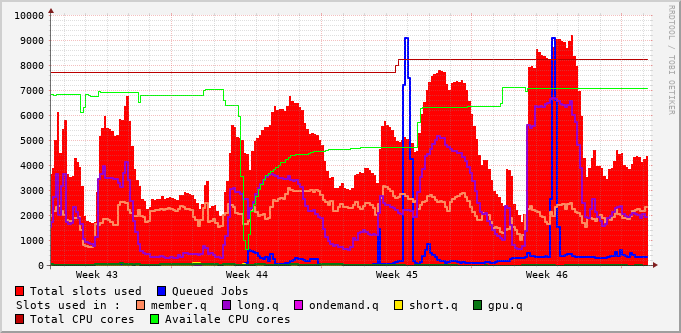 10000
9000
8000
7000
6000
5000
4000
3000
2000
1000
0
Week 43 Week 44 Week 45 Week 46
RRDTOOL / TOBI OETIKER
Total slots used Queued Jobs
Slots used in : member.q long.q ondemand.q short.q gpu.q
Total CPU cores Availale CPU cores